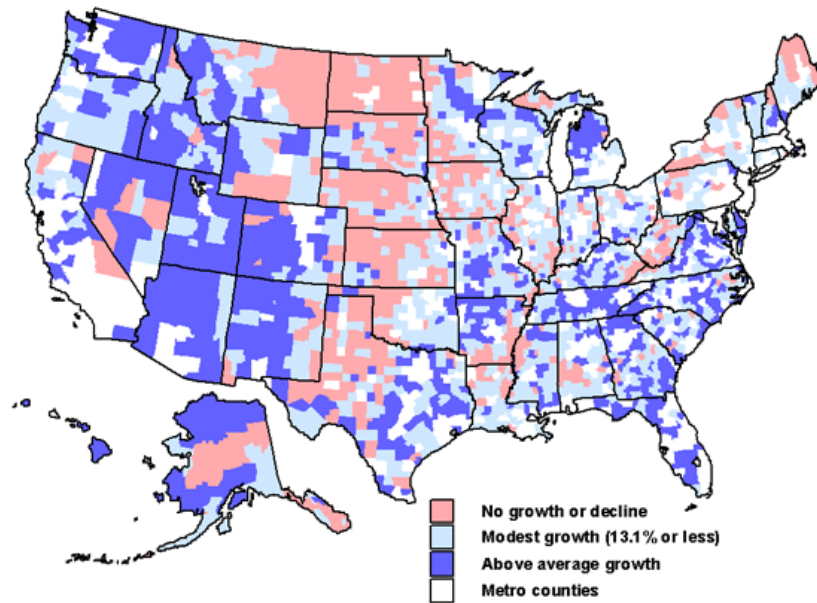 No growth or decline
Modest growth (13.1% or less)
Above average growth
Metro counties